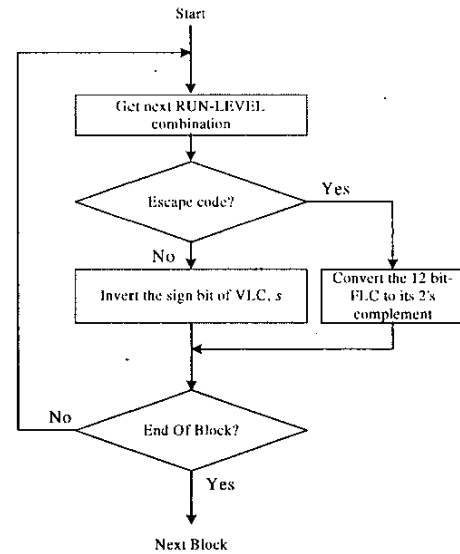 Start
Get next RUN-LEVEL
combination
Escape code?
Yes
No
Invert the sign bit of VLC, s
Convert the 12 bit-
FLC to its 2's
complement
No
End Of Block?
Yes
Next Block